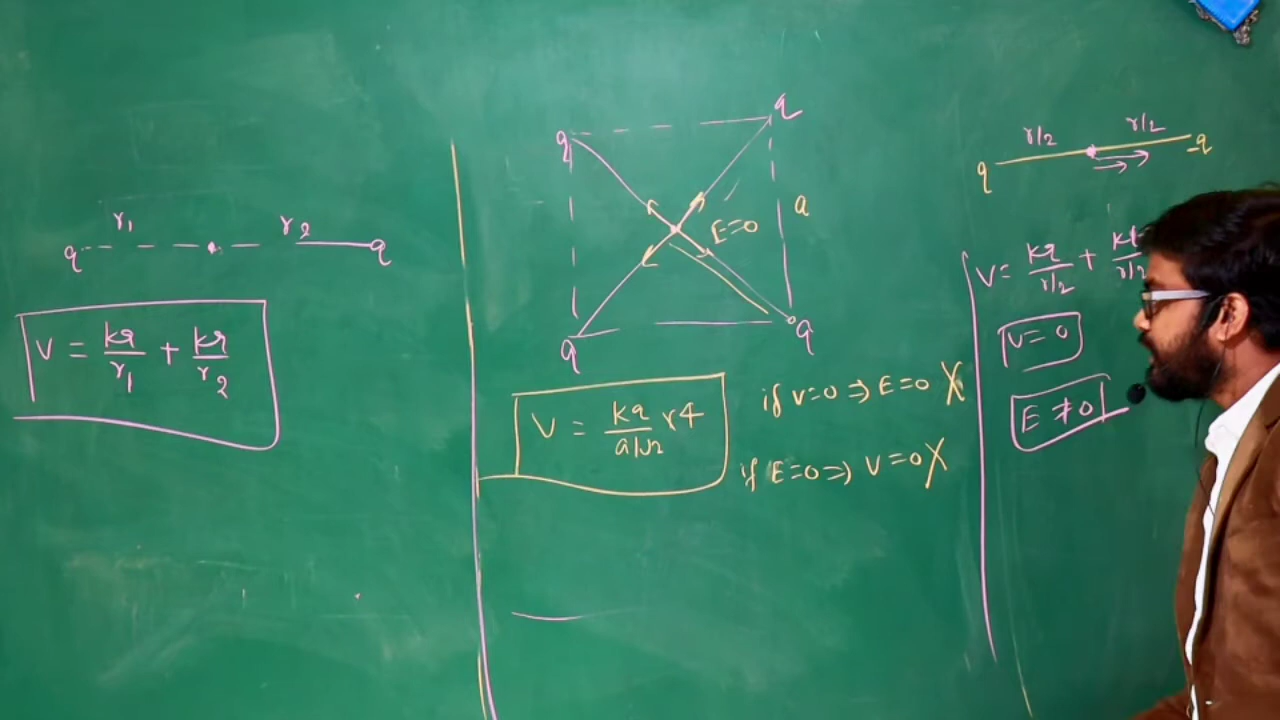 r₁ r₂
q q
V = kq/r₁ + kq/r₂
q q
a
E=0
q q
V = kq/a/√2 × 4
if v=0 ⇒ E=0 X
if E=0 ⇒ V=0 X
r/2 r/2
q -q
V= kq/r/2 +
V= 0
E ≠ 0